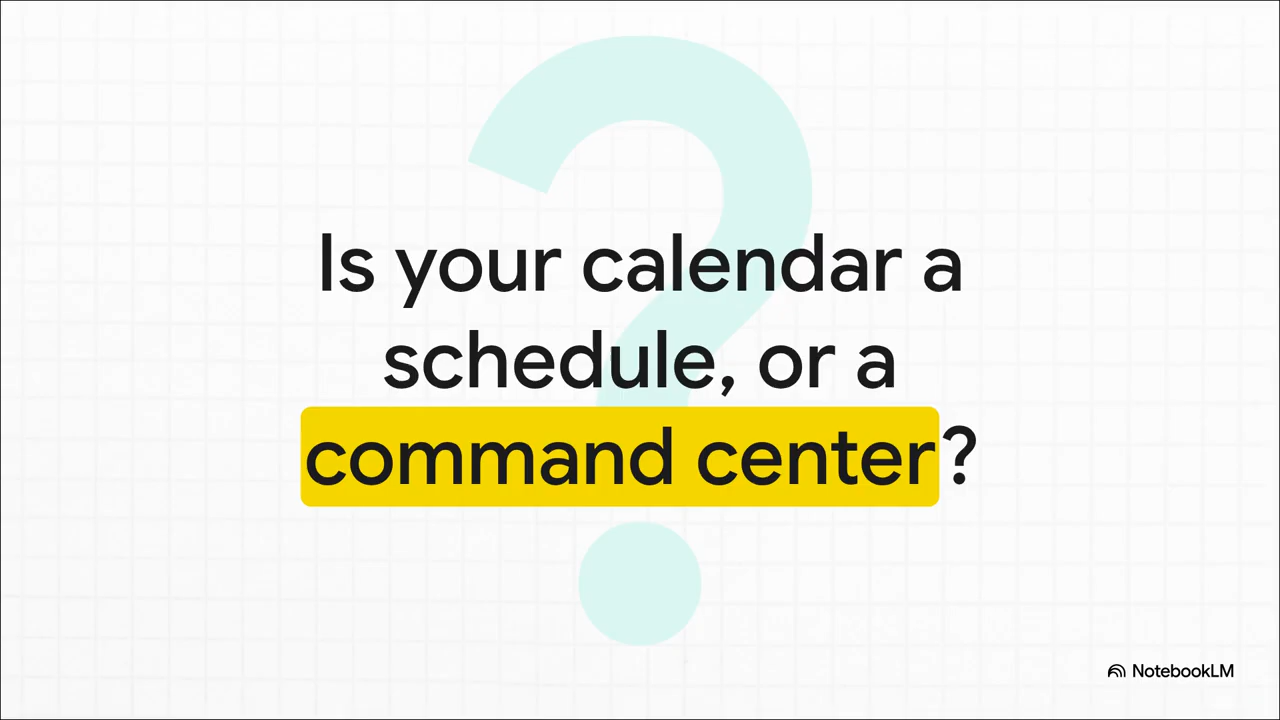 Is your calendar a
schedule, or a
command center?
NotebookLM